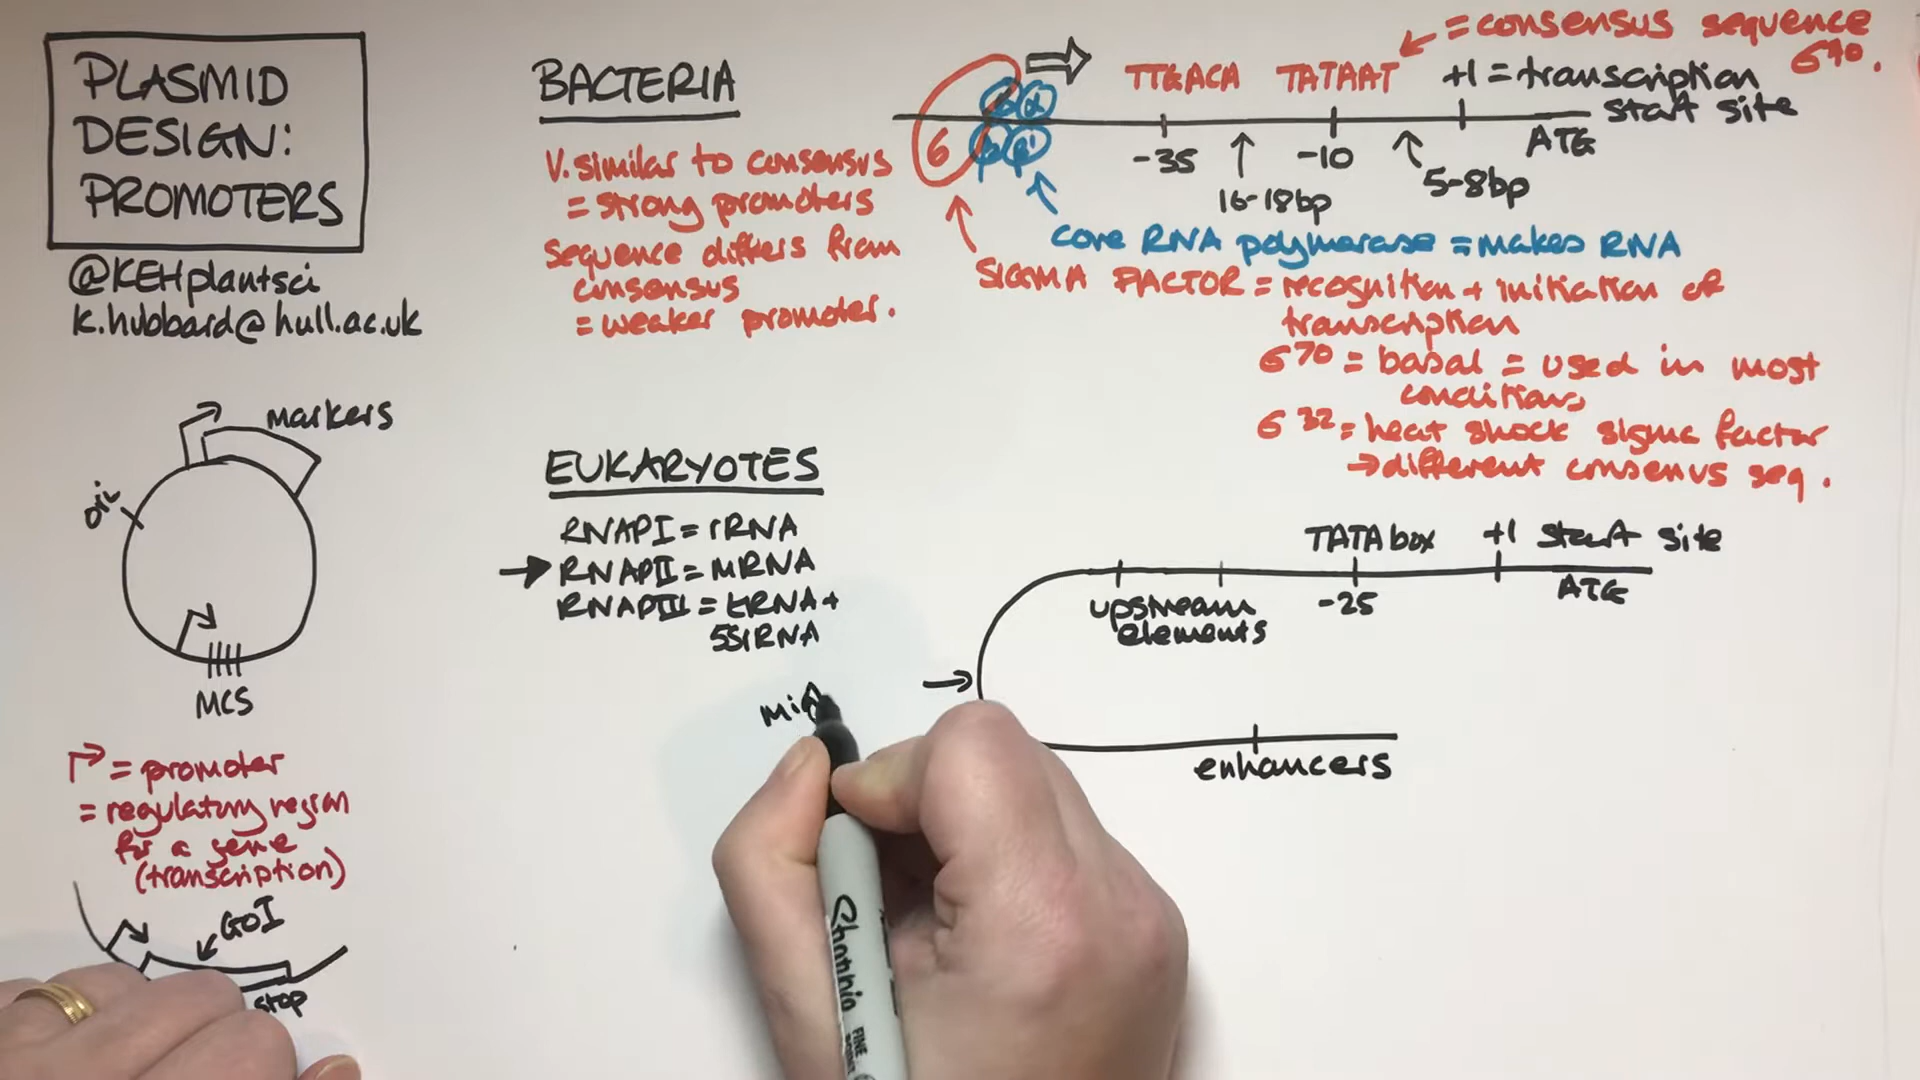 PLASMID
DESIGN:
PROMOTERS
@KEHplantsci
k.hubbard@hull.ac.uk
markers
ori
MCS
= promoter
= regulatory region
for a gene
(transcription)
GOI
stop
BACTERIA
V. similar to consensus
= strong promoters
sequence differs from
consensus
= weaker promoter.
= consensus sequence
σ70.
TTGACA TATAAT
+1 = transcription
start site
ATG
-35
-10
16-18bp
5-8bp
σ
α
α
β
β'
core RNA polymerase = makes RNA
SIGMA FACTOR = recognition + initiation of
transcription
σ70 = basal = used in most
conditions
σ32 = heat shock sigma factor
→ different consenus seq.
EUKARYOTES
RNAPI = rRNA
→ RNAPII = mRNA
RNAPIII = tRNA +
5SrRNA
TATA box
+1 start site
ATG
-25
upstream
elements
enhancers
Sharpie
FINE